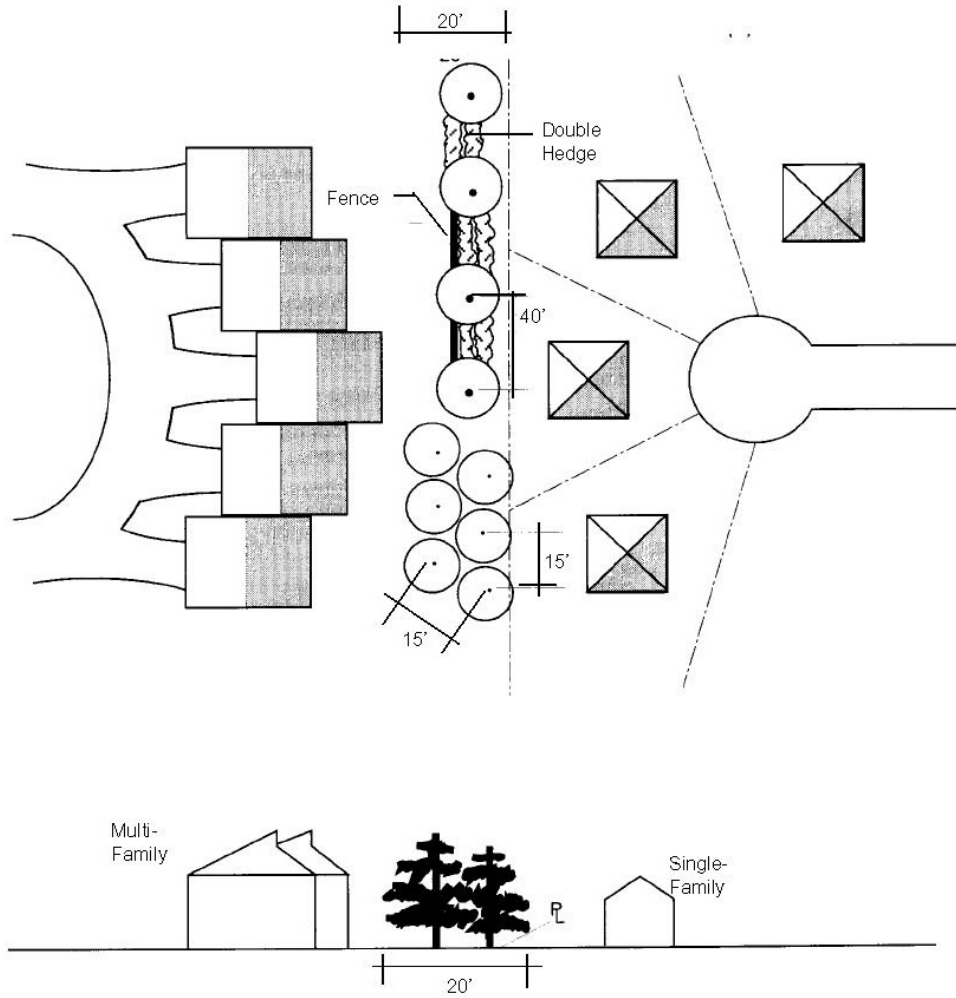 20'
Double
Hedge
Fence
40'
15'
15'
Multi-
Family
Single-
Family
PL
20'